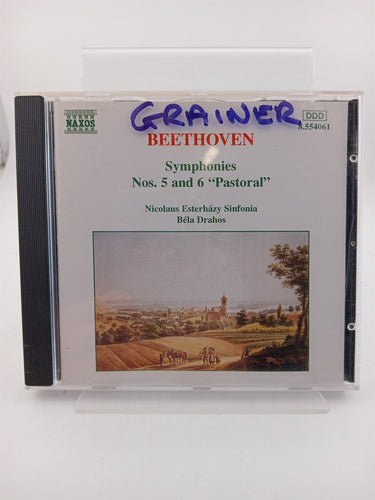 GRAINER
NAXOS
DDD
8.554061
BEETHOVEN
Symphonies
Nos. 5 and 6 “Pastoral”
Nicolaus Esterházy Sinfonia
Béla Drahos